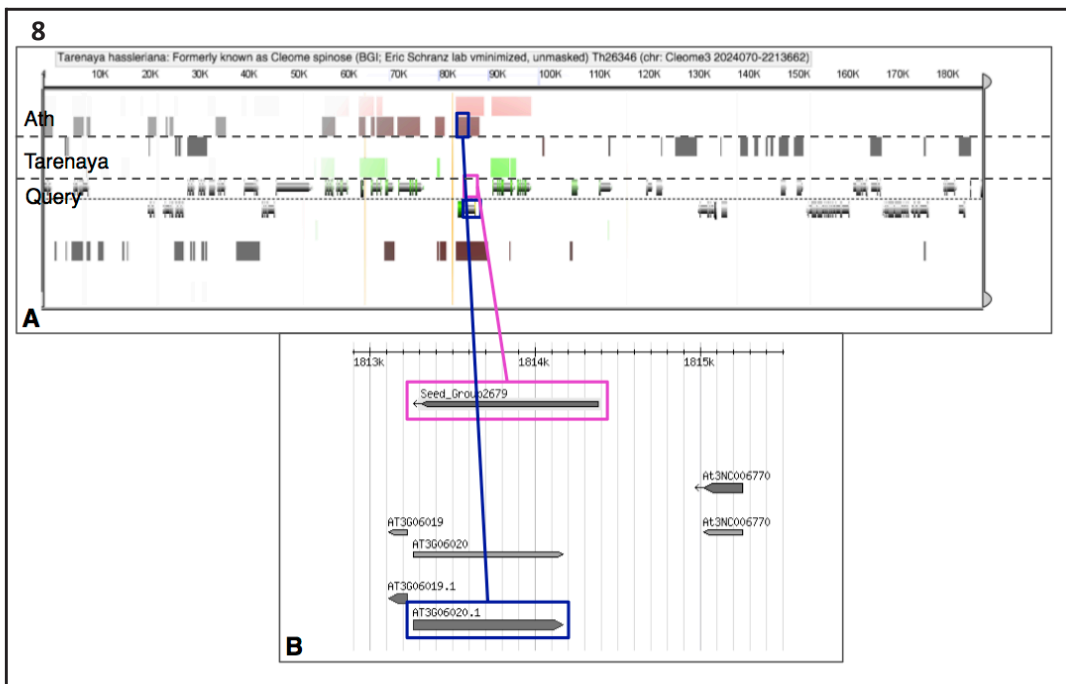 8
Tarenaya hassleriana: Formerly known as Cleome spinose (BGI; Eric Schranz lab vminimized, unmasked) Th26346 (chr: Cleome3 2024070-2213662)
10K 20K 30K 40K 50K 60K 70K 80K 90K 100K 110K 120K 130K 140K 150K 160K 170K 180K
Ath
Tarenaya
Query
A
1813k 1814k 1815k
Seed_Group2679
At3NC006770
AT3G06019 At3NC006770
AT3G06020
AT3G06019.1
AT3G06020.1
B